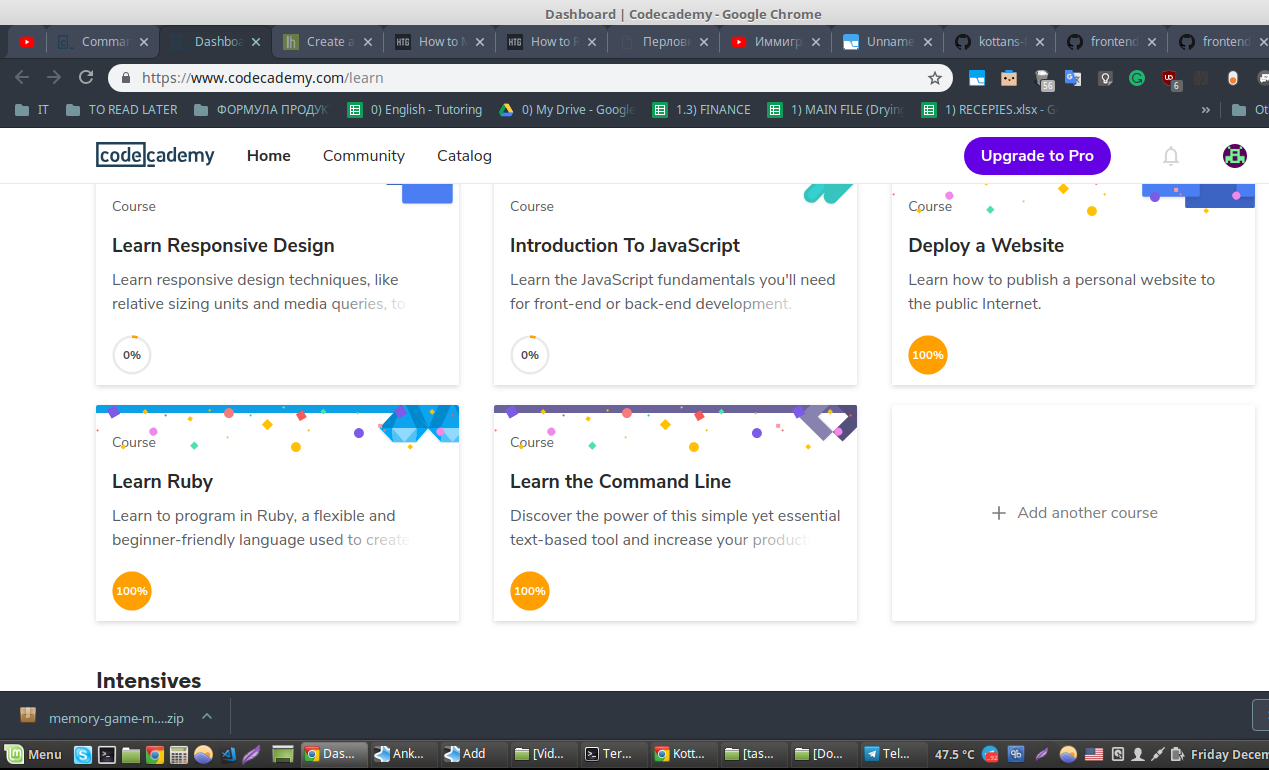 Dashboard | Codecademy - Google Chrome
Comman
Dashboa
Create a
How to M
How to F
Перлов
Иммигр
Unname
kottans-f
frontend
frontend
https://www.codecademy.com/learn
56
6
IT
TO READ LATER
ФОРМУЛА ПРОДУК
0) English - Tutoring
0) My Drive - Google
1.3) FINANCE
1) MAIN FILE (Drying
1) RECEPIES.xlsx - G
»
Ot
codecademy
Home
Community
Catalog
Upgrade to Pro
Course
Course
Course
Learn Responsive Design
Introduction To JavaScript
Deploy a Website
Learn responsive design techniques, like
relative sizing units and media queries, to
Learn the JavaScript fundamentals you'll need
for front-end or back-end development.
Learn how to publish a personal website to
the public Internet.
0%
0%
100%
Course
Course
Learn Ruby
Learn the Command Line
Learn to program in Ruby, a flexible and
beginner-friendly language used to create
Discover the power of this simple yet essential
text-based tool and increase your product
+ Add another course
100%
100%
Intensives
memory-game-m....zip
Menu
Das...
Ank...
Add
[Vid...
Ter...
Kott...
[tas...
[Do...
Tel...
47.5 °C
Friday Decem